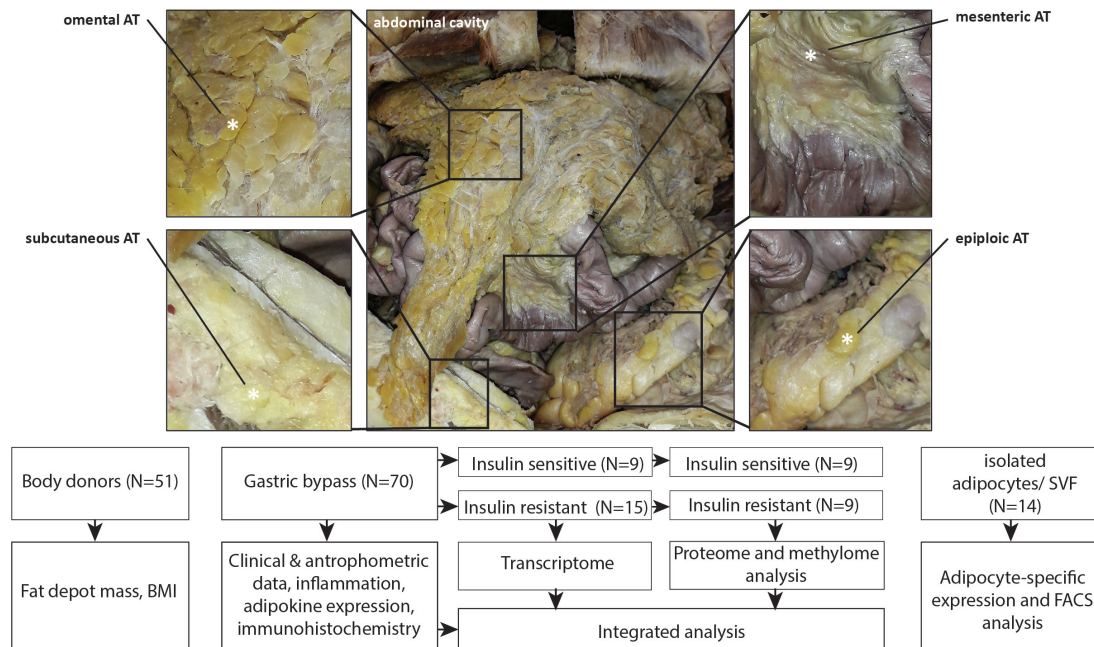 omental AT
abdominal cavity
mesenteric AT
*
*
subcutaneous AT
epiploic AT
*
*
Body donors (N=51)
Gastric bypass (N=70)
Insulin sensitive (N=9)
Insulin sensitive (N=9)
Insulin resistant (N=15)
Insulin resistant (N=9)
isolated
adipocytes/ SVF
(N=14)
Fat depot mass, BMI
Clinical & antrophometric
data, inflammation,
adipokine expression,
immunohistochemistry
Transcriptome
Proteome and methylome
analysis
Integrated analysis
Adipocyte-specific
expression and FACS
analysis